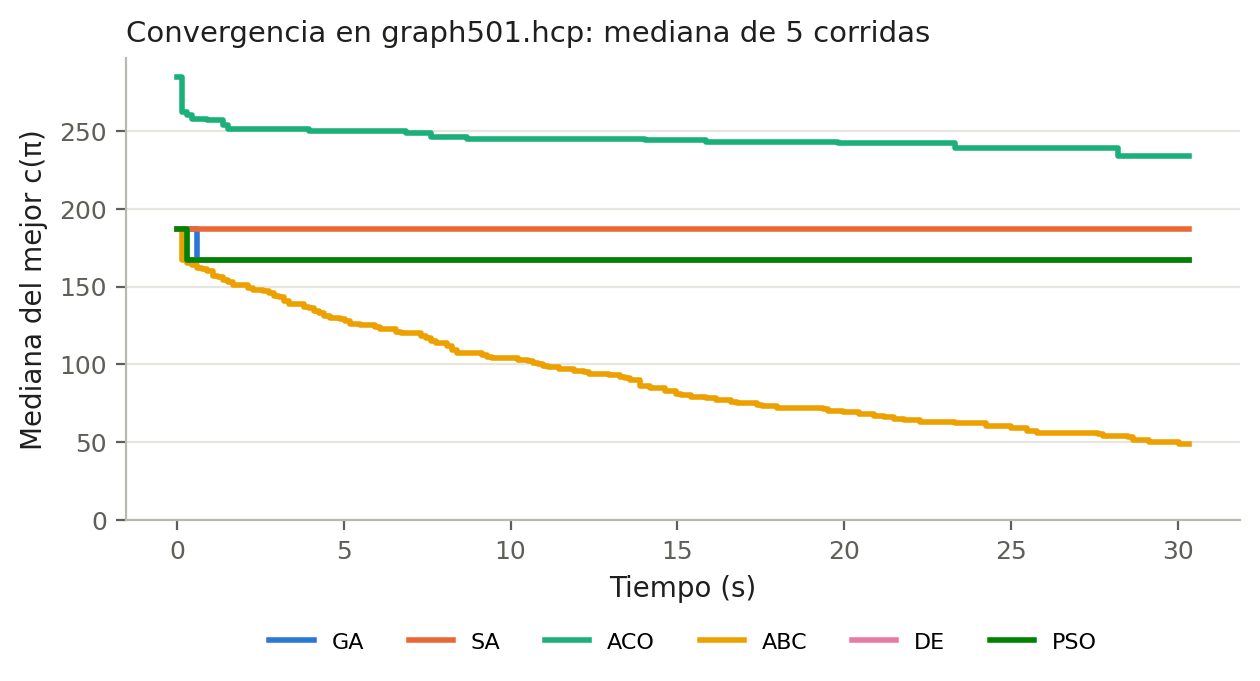 Convergencia en graph501.hcp: mediana de 5 corridas
Mediana del mejor c(π)
250
200
150
100
50
0
0 5 10 15 20 25 30
Tiempo (s)
GA SA ACO ABC DE PSO